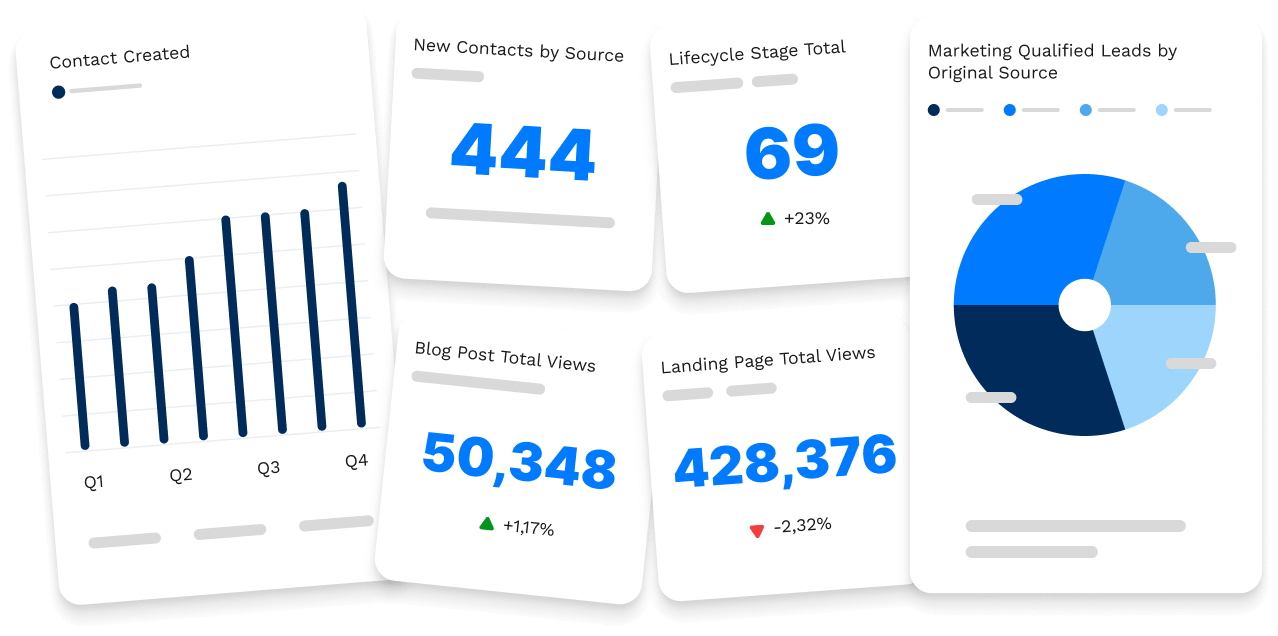 Contact Created
Q1 Q2 Q3 Q4
New Contacts by Source
444
Lifecycle Stage Total
69
+23%
Blog Post Total Views
50,348
+1,17%
Landing Page Total Views
428,376
-2,32%
Marketing Qualified Leads by
Original Source